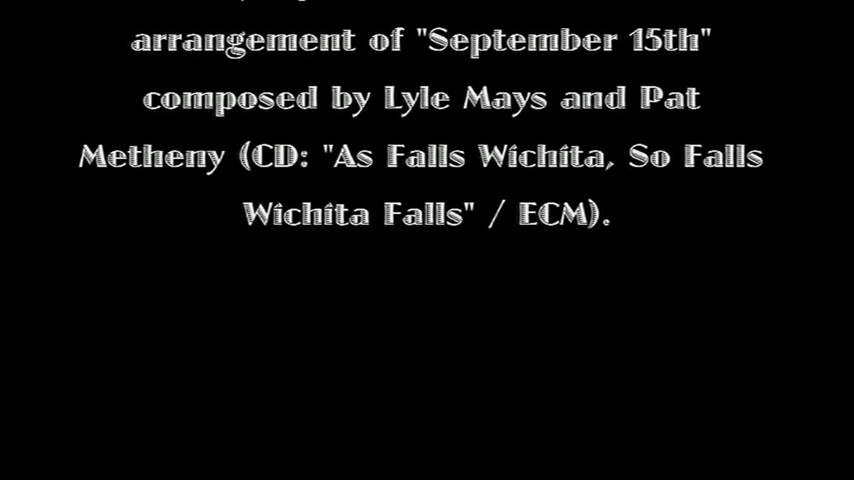 arrangement of "September 15th"
composed by Lyle Mays and Pat
Metheny (CD: "As Falls Wichita, So Falls
Wichita Falls" / ECM).